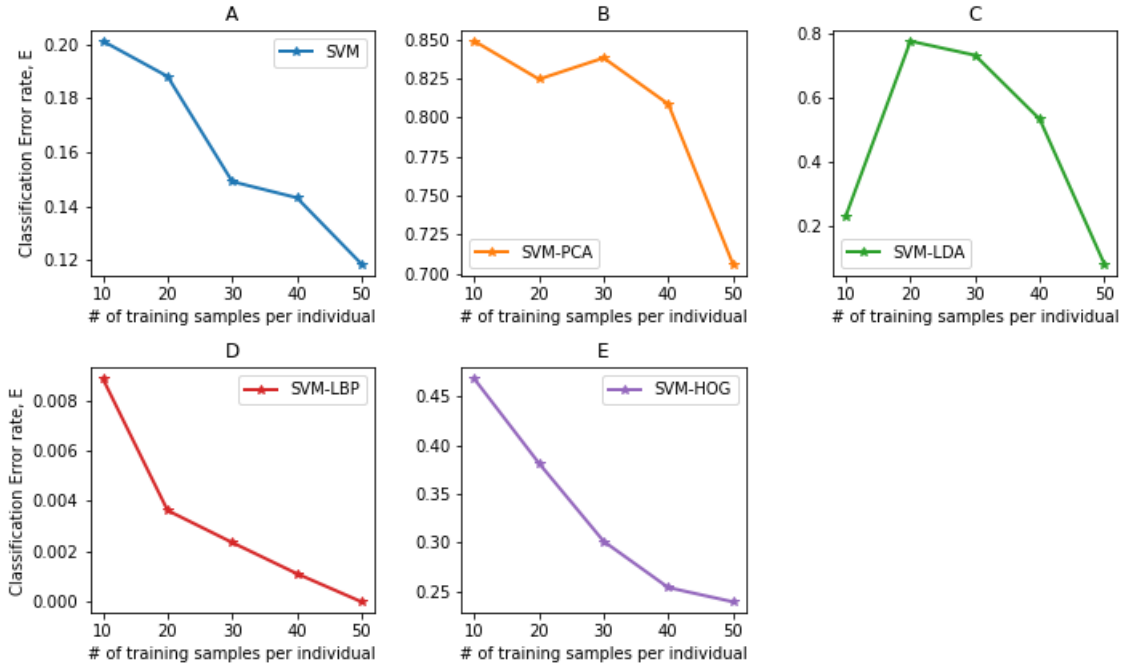 A
B
C
Classification Error rate, E
0.20
0.18
0.16
0.14
0.12
SVM
10 20 30 40 50
# of training samples per individual
0.850
0.825
0.800
0.775
0.750
0.725
0.700
SVM-PCA
10 20 30 40 50
# of training samples per individual
0.8
0.6
0.4
0.2
SVM-LDA
10 20 30 40 50
# of training samples per individual
D
E
Classification Error rate, E
0.008
0.006
0.004
0.002
0.000
SVM-LBP
10 20 30 40 50
# of training samples per individual
0.45
0.40
0.35
0.30
0.25
SVM-HOG
10 20 30 40 50
# of training samples per individual